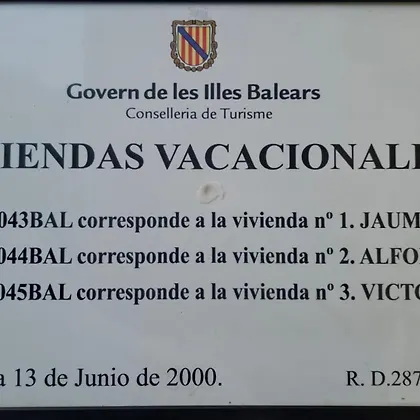 Govern de les Illes Balears
Conselleria de Turisme
IENDAS VACACIONAL
043BAL corresponde a la vivienda nº 1. JAUM
044BAL corresponde a la vivienda nº 2. ALFO
045BAL corresponde a la vivienda nº 3. VICTO
a 13 de Junio de 2000.
R. D.287